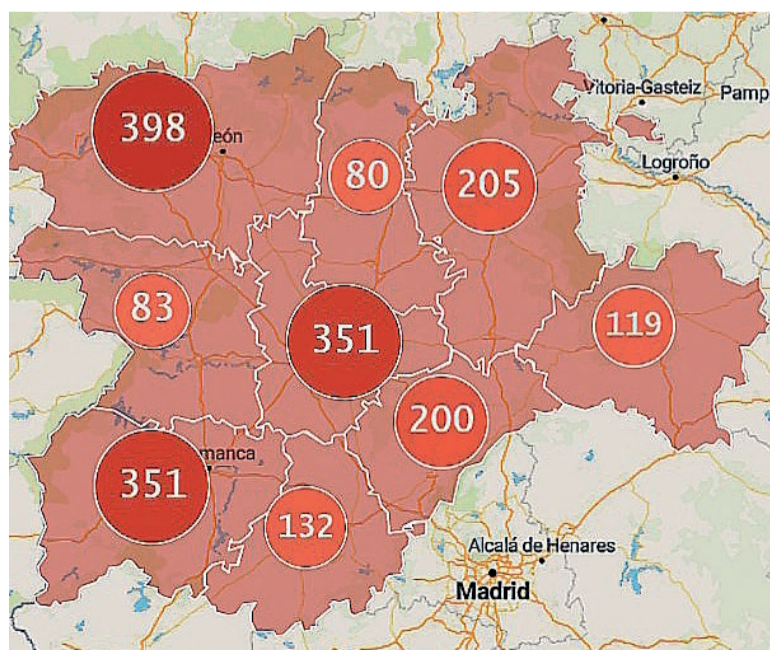 Vitoria-Gasteiz
Pamp
398
eón
80
205
Logroño
83
351
119
200
manca
351
132
Alcalá de Henares
Madrid